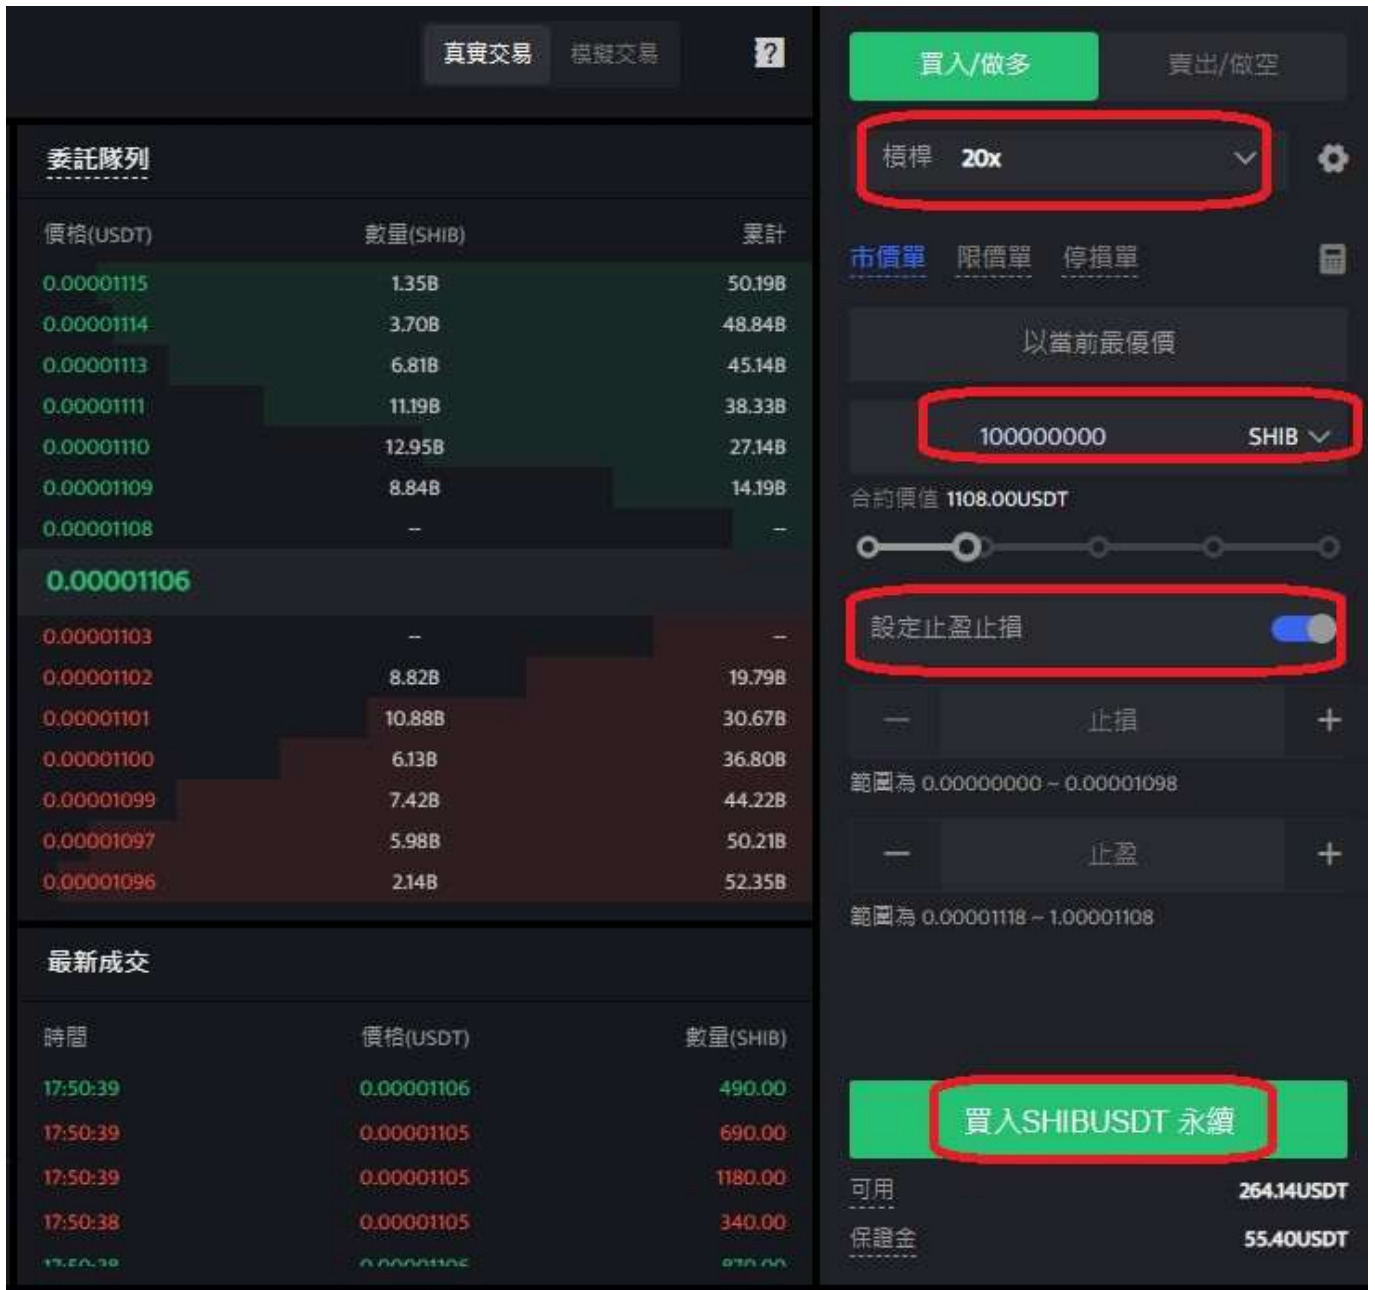 真實交易 模擬交易 ?
委託隊列
價格(USDT) 數量(SHIB) 累計
0.00001115 1.35B 50.19B
0.00001114 3.70B 48.84B
0.00001113 6.81B 45.14B
0.00001111 11.19B 38.33B
0.00001110 12.95B 27.14B
0.00001109 8.84B 14.19B
0.00001108 -- --
0.00001106
0.00001103 -- --
0.00001102 8.82B 19.79B
0.00001101 10.88B 30.67B
0.00001100 6.13B 36.80B
0.00001099 7.42B 44.22B
0.00001097 5.98B 50.21B
0.00001096 2.14B 52.35B
最新成交
時間 價格(USDT) 數量(SHIB)
17:50:39 0.00001106 490.00
17:50:39 0.00001105 690.00
17:50:39 0.00001105 1180.00
17:50:38 0.00001105 340.00
17:50:38 0.00001106 870.00
買入/做多 賣出/做空
槓桿 20x
市價單 限價單 停損單
以當前最優價
100000000 SHIB
合約價值 1108.00USDT
設定止盈止損
— 止損 +
範圍為 0.00000000 ~ 0.00001098
— 止盈 +
範圍為 0.00001118 ~ 1.00001108
買入SHIBUSDT 永續
可用 264.14USDT
保證金 55.40USDT